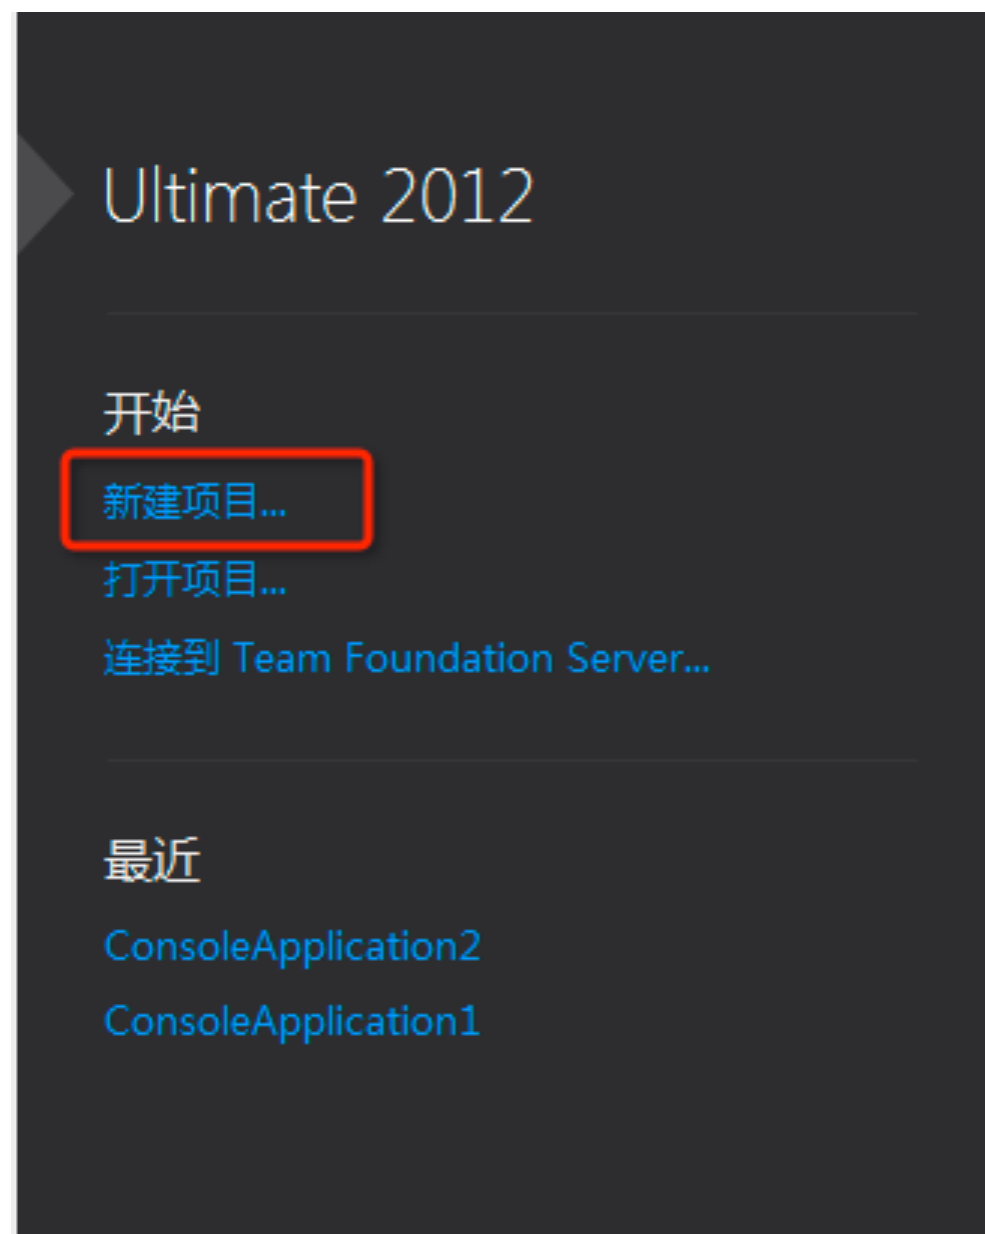 Ultimate 2012
开始
新建项目...
打开项目...
连接到 Team Foundation Server...
最近
ConsoleApplication2
ConsoleApplication1